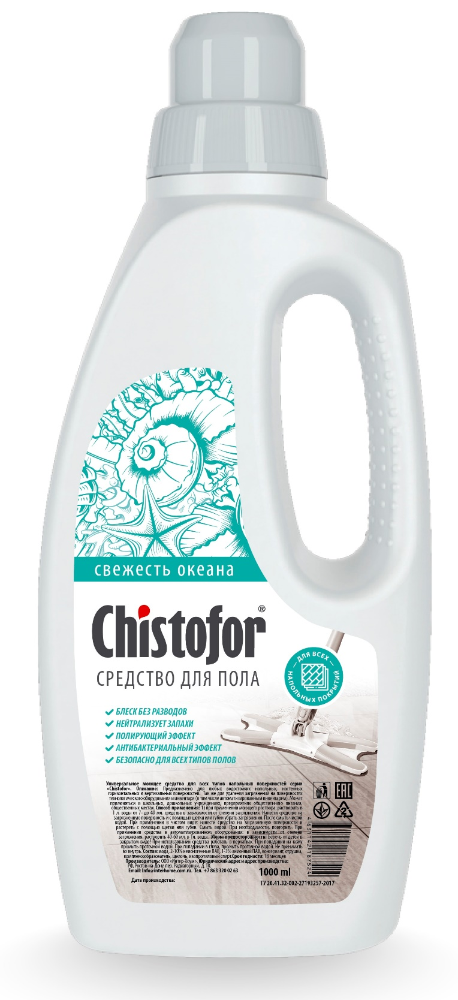 свежесть океана
Chistofor®
СРЕДСТВО ДЛЯ ПОЛА
— ДЛЯ ВСЕХ —
НАПОЛЬНЫХ ПОКРЫТИЙ
БЛЕСК БЕЗ РАЗВОДОВ
НЕЙТРАЛИЗУЕТ ЗАПАХИ
ПОЛИРУЮЩИЙ ЭФФЕКТ
АНТИБАКТЕРИАЛЬНЫЙ ЭФФЕКТ
БЕЗОПАСНО ДЛЯ ВСЕХ ТИПОВ ПОЛОВ
Универсальное моющее средство для всех типов напольных поверхностей серии
«Chistofor». Описание: Предназначено для любых водостойких напольных, настенных
горизонтальных и вертикальных поверхностей. Так же для удаления загрязнений на поверхностях
технологического оборудования и инвентаря (в том числе автоматизированным инвентарем). Может
применяться в школьных, дошкольных учреждениях, предприятиях общественного питания,
общественных местах. Способ применения: 1) при применении моющего раствора: растворить в
1 л. воды от 7- до 40 мл. средства в зависимости от степени загрязнения. Нанести средство на
загрязненную поверхность и с помощью щетки или губки убрать загрязнения. После смыть чистой
водой. При применении в чистом виде: нанести средство на загрязненную поверхность и
растереть с помощью щетки или губки. Смыть водой. При необходимости, повторить. При
применении средства в автоматизированном оборудовании: в зависимости от степени
загрязнения, растворить 40-60 мл. в 1л, воды. Меры предосторожности: Беречь от детей в
закрытом виде! При использовании средства работать в перчатках. При попадании на кожу
промыть проточной водой. При попадании в глаза, промыть проточной водой. Не принимать
во внутрь. Состав: вода, 2-10% неионогенные ПАВ, 1-3% анионный ПАВ, консервант, отдушка,
комплексообразователь, щелочь, изопропиловый спирт.Срок годности: 18 месяцев
Производитель: ООО «Интер-Хоум». Юридический адрес и адрес производства:
РФ, Ростов-на-Дону, пер. Радиаторный, д. 10.
Email: Info@interhome.com.ru. Тел. +7 863 320 02 63
Дата производства:
1000 ml
EAC
2
4631142187524
ТУ 20.41.32-002-27193257-2017